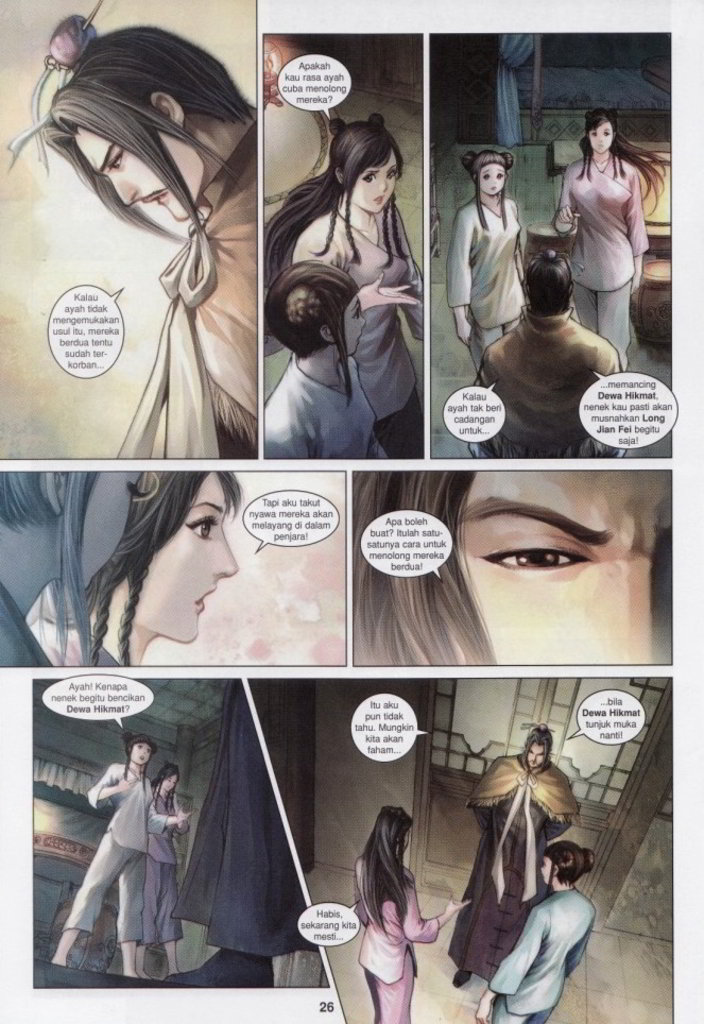 Apakah
kau rasa ayah
cuba menolong
mereka?
Kalau
ayah tidak
mengemukakan
usul itu, mereka
berdua tentu
sudah ter-
korban...
Kalau
ayah tak beri
cadangan
untuk...
...memancing
Dewa Hikmat,
nenek kau pasti akan
musnahkan Long
Jian Fei begitu
saja!
Tapi aku takut
nyawa mereka akan
melayang di dalam
penjara!
Apa boleh
buat? Itulah satu-
satunya cara untuk
menolong mereka
berdua!
Ayah! Kenapa
nenek begitu bencikan
Dewa Hikmat?
Itu aku
pun tidak
tahu. Mungkin
kita akan
faham...
...bila
Dewa Hikmat
tunjuk muka
nanti!
Habis,
sekarang kita
mesti...
26